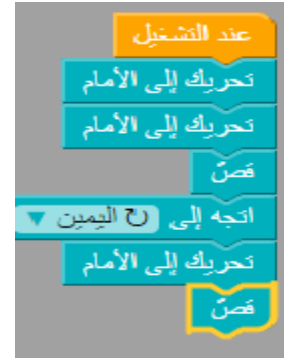 عند التشغيل
تحريك إلى الأمام
تحريك إلى الأمام
قصّ
اتجه إلى اليمين
تحريك إلى الأمام
قصّ